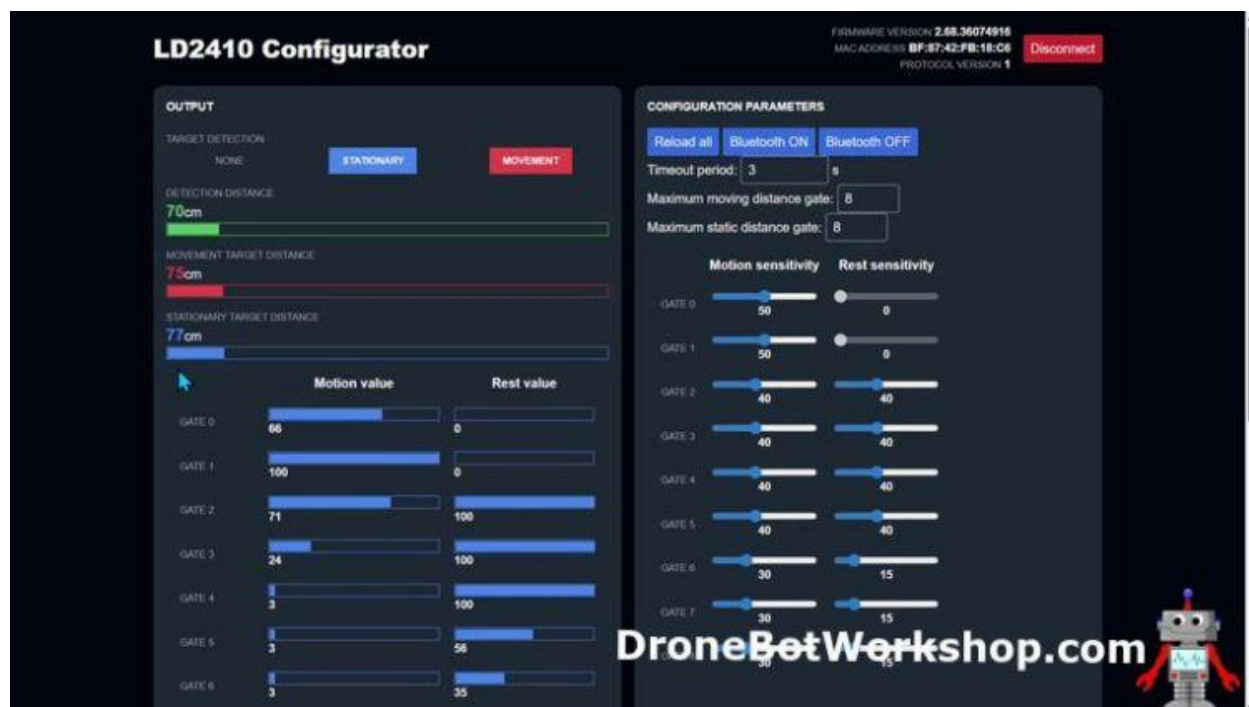 LD2410 Configurator
FIRMWARE VERSION 2.68.36074916
MAC ADDRESS BF:87:42:FB:18:C6
PROTOCOL VERSION 1
Disconnect
OUTPUT
TARGET DETECTION
NONE
STATIONARY
MOVEMENT
DETECTION DISTANCE
70cm
MOVEMENT TARGET DISTANCE
75cm
STATIONARY TARGET DISTANCE
77cm
Motion value Rest value
GATE 0
66 0
GATE 1
100 0
GATE 2
71 100
GATE 3
24 100
GATE 4
3 100
GATE 5
3 56
GATE 6
3 35
CONFIGURATION PARAMETERS
Reload all Bluetooth ON Bluetooth OFF
Timeout period: 3 s
Maximum moving distance gate: 8
Maximum static distance gate: 8
Motion sensitivity Rest sensitivity
GATE 0
50 0
GATE 1
50 0
GATE 2
40 40
GATE 3
40 40
GATE 4
40 40
GATE 5
40 40
GATE 6
30 15
GATE 7
30 15
30 15
DroneBotWorkshop.com